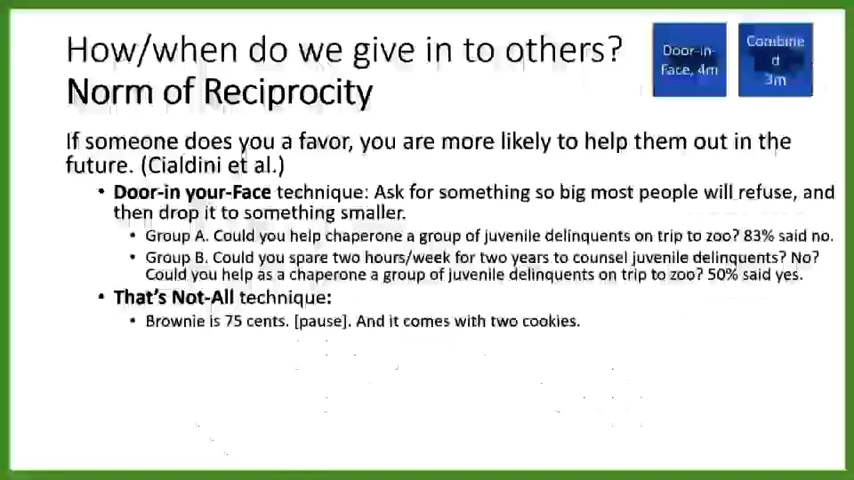 How/when do we give in to others?
Norm of Reciprocity
Door-in-
Face, 4m
Combine
d
3m
If someone does you a favor, you are more likely to help them out in the
future. (Cialdini et al.)
• Door-in your-Face technique: Ask for something so big most people will refuse, and
then drop it to something smaller.
• Group A. Could you help chaperone a group of juvenile delinquents on trip to zoo? 83% said no.
• Group B. Could you spare two hours/week for two years to counsel juvenile delinquents? No?
Could you help as a chaperone a group of juvenile delinquents on trip to zoo? 50% said yes.
• That's Not-All technique:
• Brownie is 75 cents. [pause]. And it comes with two cookies.